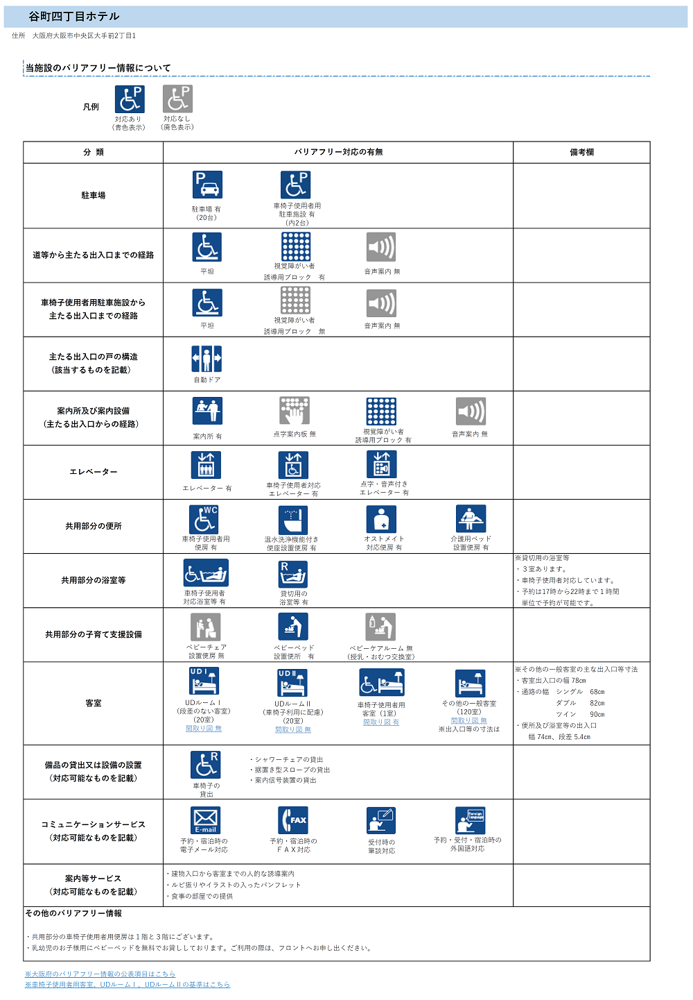 谷町四丁目ホテル
住所　大阪府大阪市中央区大手前2丁目1
当施設のバリアフリー情報について
凡例
P
P
対応あり
（青色表示）
対応なし
（廃色表示）
分 類
バリアフリー対応の有無
備考欄
駐車場
P
駐車場 有
（20台）
P
車椅子使用者用
駐車施設 有
（内2台）
道等から主たる出入口までの経路
平坦
視覚障がい者
誘導用ブロック　有
音声案内 無
車椅子使用者用駐車施設から
主たる出入口までの経路
平坦
視覚障がい者
誘導用ブロック　無
音声案内 無
主たる出入口の戸の構造
（該当するものを記載）
自動ドア
案内所及び案内設備
（主たる出入口からの経路）
案内所 有
点字案内板 無
視覚障がい者
誘導用ブロック 有
音声案内 無
エレベーター
エレベーター 有
車椅子使用者対応
エレベーター 有
点字・音声付き
エレベーター 有
共用部分の便所
WC
車椅子使用者用
便房 有
温水洗浄機能付き
便座設置便房 有
オストメイト
対応便房 有
介護用ベッド
設置便房 有
共用部分の浴室等
車椅子使用者
対応浴室等 有
R
貸切用の
浴室等 有
※貸切用の浴室等
・３室あります。
・車椅子使用者対応しています。
・予約は17時から22時まで１時間
単位で予約が可能です。
共用部分の子育て支援設備
ベビーチェア
設置便房 無
ベビーベッド
設置便所　有
ベビーケアルーム 無
（授乳・おむつ交換室）
客室
UDⅠ
UDルームⅠ
（段差のない客室）
（20室）
間取り図 無
UDⅡ
UDルームⅡ
（車椅子利用に配慮）
（20室）
間取り図 無
車椅子使用者用
客室（1室）
間取り図 有
その他の一般客室
（120室）
間取り図 無
※出入口等の寸法は
※その他の一般客室の主な出入口等寸法
・客室出入口の幅 78㎝
・通路の幅　シングル　68㎝
ダブル　82㎝
ツイン　90㎝
・便所及び浴室等の出入口
幅 74㎝、段差 5.4㎝
備品の貸出又は設備の設置
（対応可能なものを記載）
R
車椅子の
貸出
・シャワーチェアの貸出
・据置き型スロープの貸出
・案内信号装置の貸出
コミュニケーションサービス
（対応可能なものを記載）
E-mail
予約・宿泊時の
電子メール対応
FAX
予約・宿泊時の
ＦＡＸ対応
受付時の
筆談対応
Foreign
language
予約・受付・宿泊時の
外国語対応
案内等サービス
（対応可能なものを記載）
・建物入口から客室までの人的な誘導案内
・ルビ振りやイラストの入ったパンフレット
・食事の部屋での提供
その他のバリアフリー情報
・共用部分の車椅子使用者用便房は１階と３階にございます。
・乳幼児のお子様用にベビーベッドを無料でお貸ししております。ご利用の際は、フロントへお申し出ください。
※大阪府のバリアフリー情報の公表項目はこちら
※車椅子使用者用客室、UDルームⅠ、UDルームⅡの基準はこちら